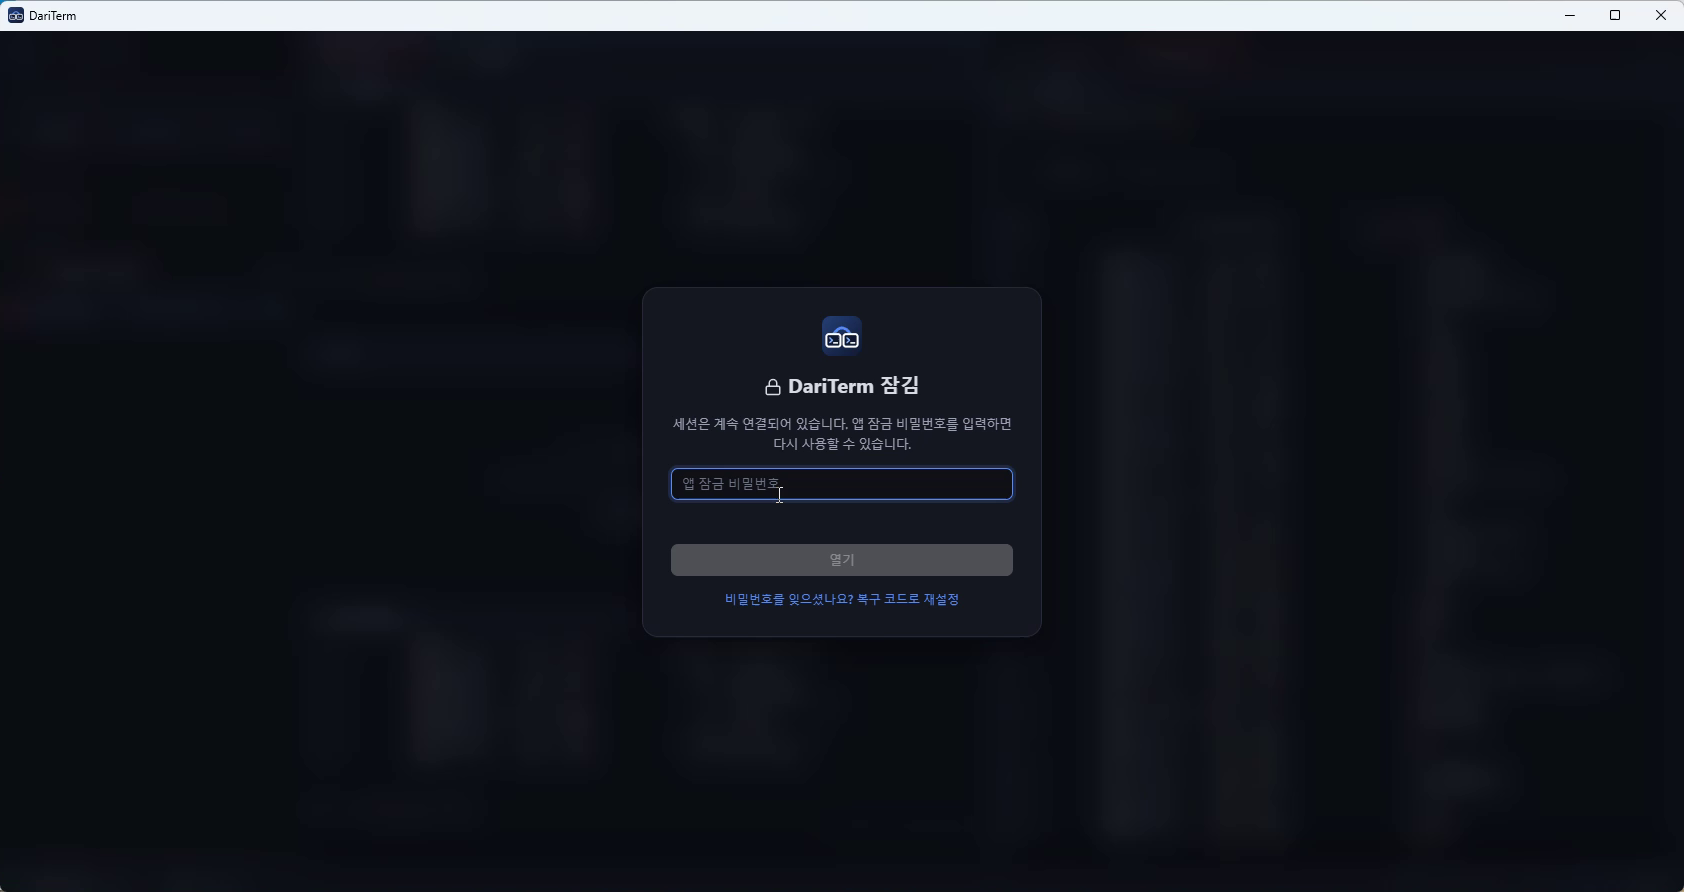 DariTerm
DariTerm 잠김
세션은 계속 연결되어 있습니다. 앱 잠금 비밀번호를 입력하면
다시 사용할 수 있습니다.
앱 잠금 비밀번호
열기
비밀번호를 잊으셨나요? 복구 코드로 재설정